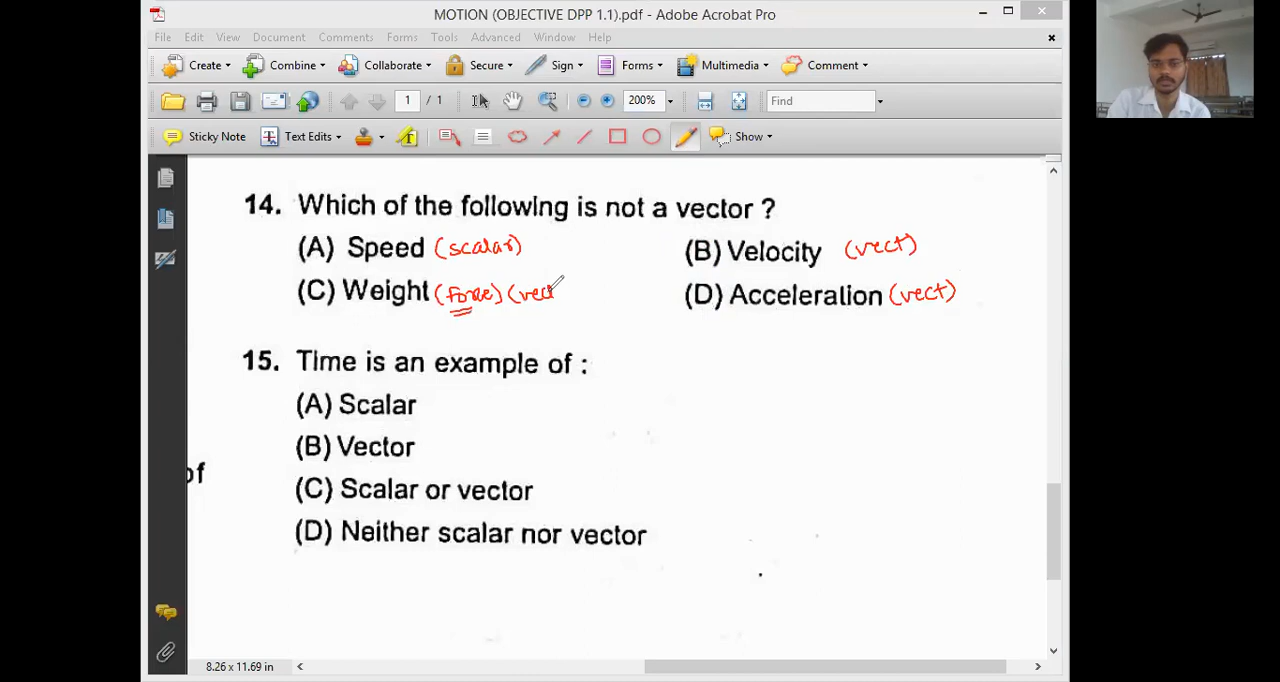 MOTION (OBJECTIVE DPP 1.1).pdf - Adobe Acrobat Pro
File Edit View Document Comments Forms Tools Advanced Window Help
Create Combine Collaborate Secure Sign Forms Multimedia Comment
1 / 1 200% Find
Sticky Note Text Edits Show
14. Which of the following is not a vector ?
(A) Speed (scalar) (B) Velocity (vect)
(C) Weight (force) (vect (D) Acceleration (vect)
15. Time is an example of :
(A) Scalar
(B) Vector
of (C) Scalar or vector
(D) Neither scalar nor vector
8.26 x 11.69 in